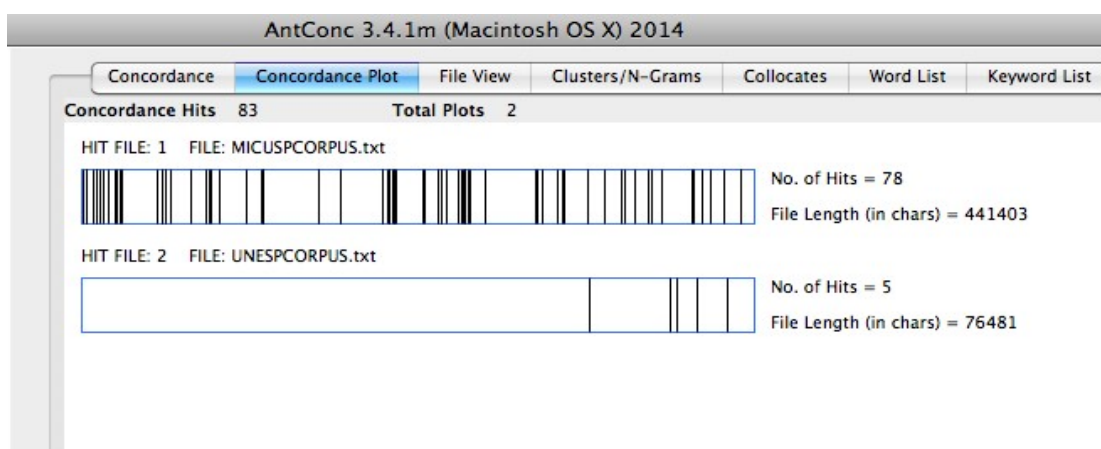 AntConc 3.4.1m (Macintosh OS X) 2014
Concordance Concordance Plot File View Clusters/N-Grams Collocates Word List Keyword List
Concordance Hits 83 Total Plots 2
HIT FILE: 1 FILE: MICUSPCORPUS.txt
No. of Hits = 78
File Length (in chars) = 441403
HIT FILE: 2 FILE: UNESPCORPUS.txt
No. of Hits = 5
File Length (in chars) = 76481